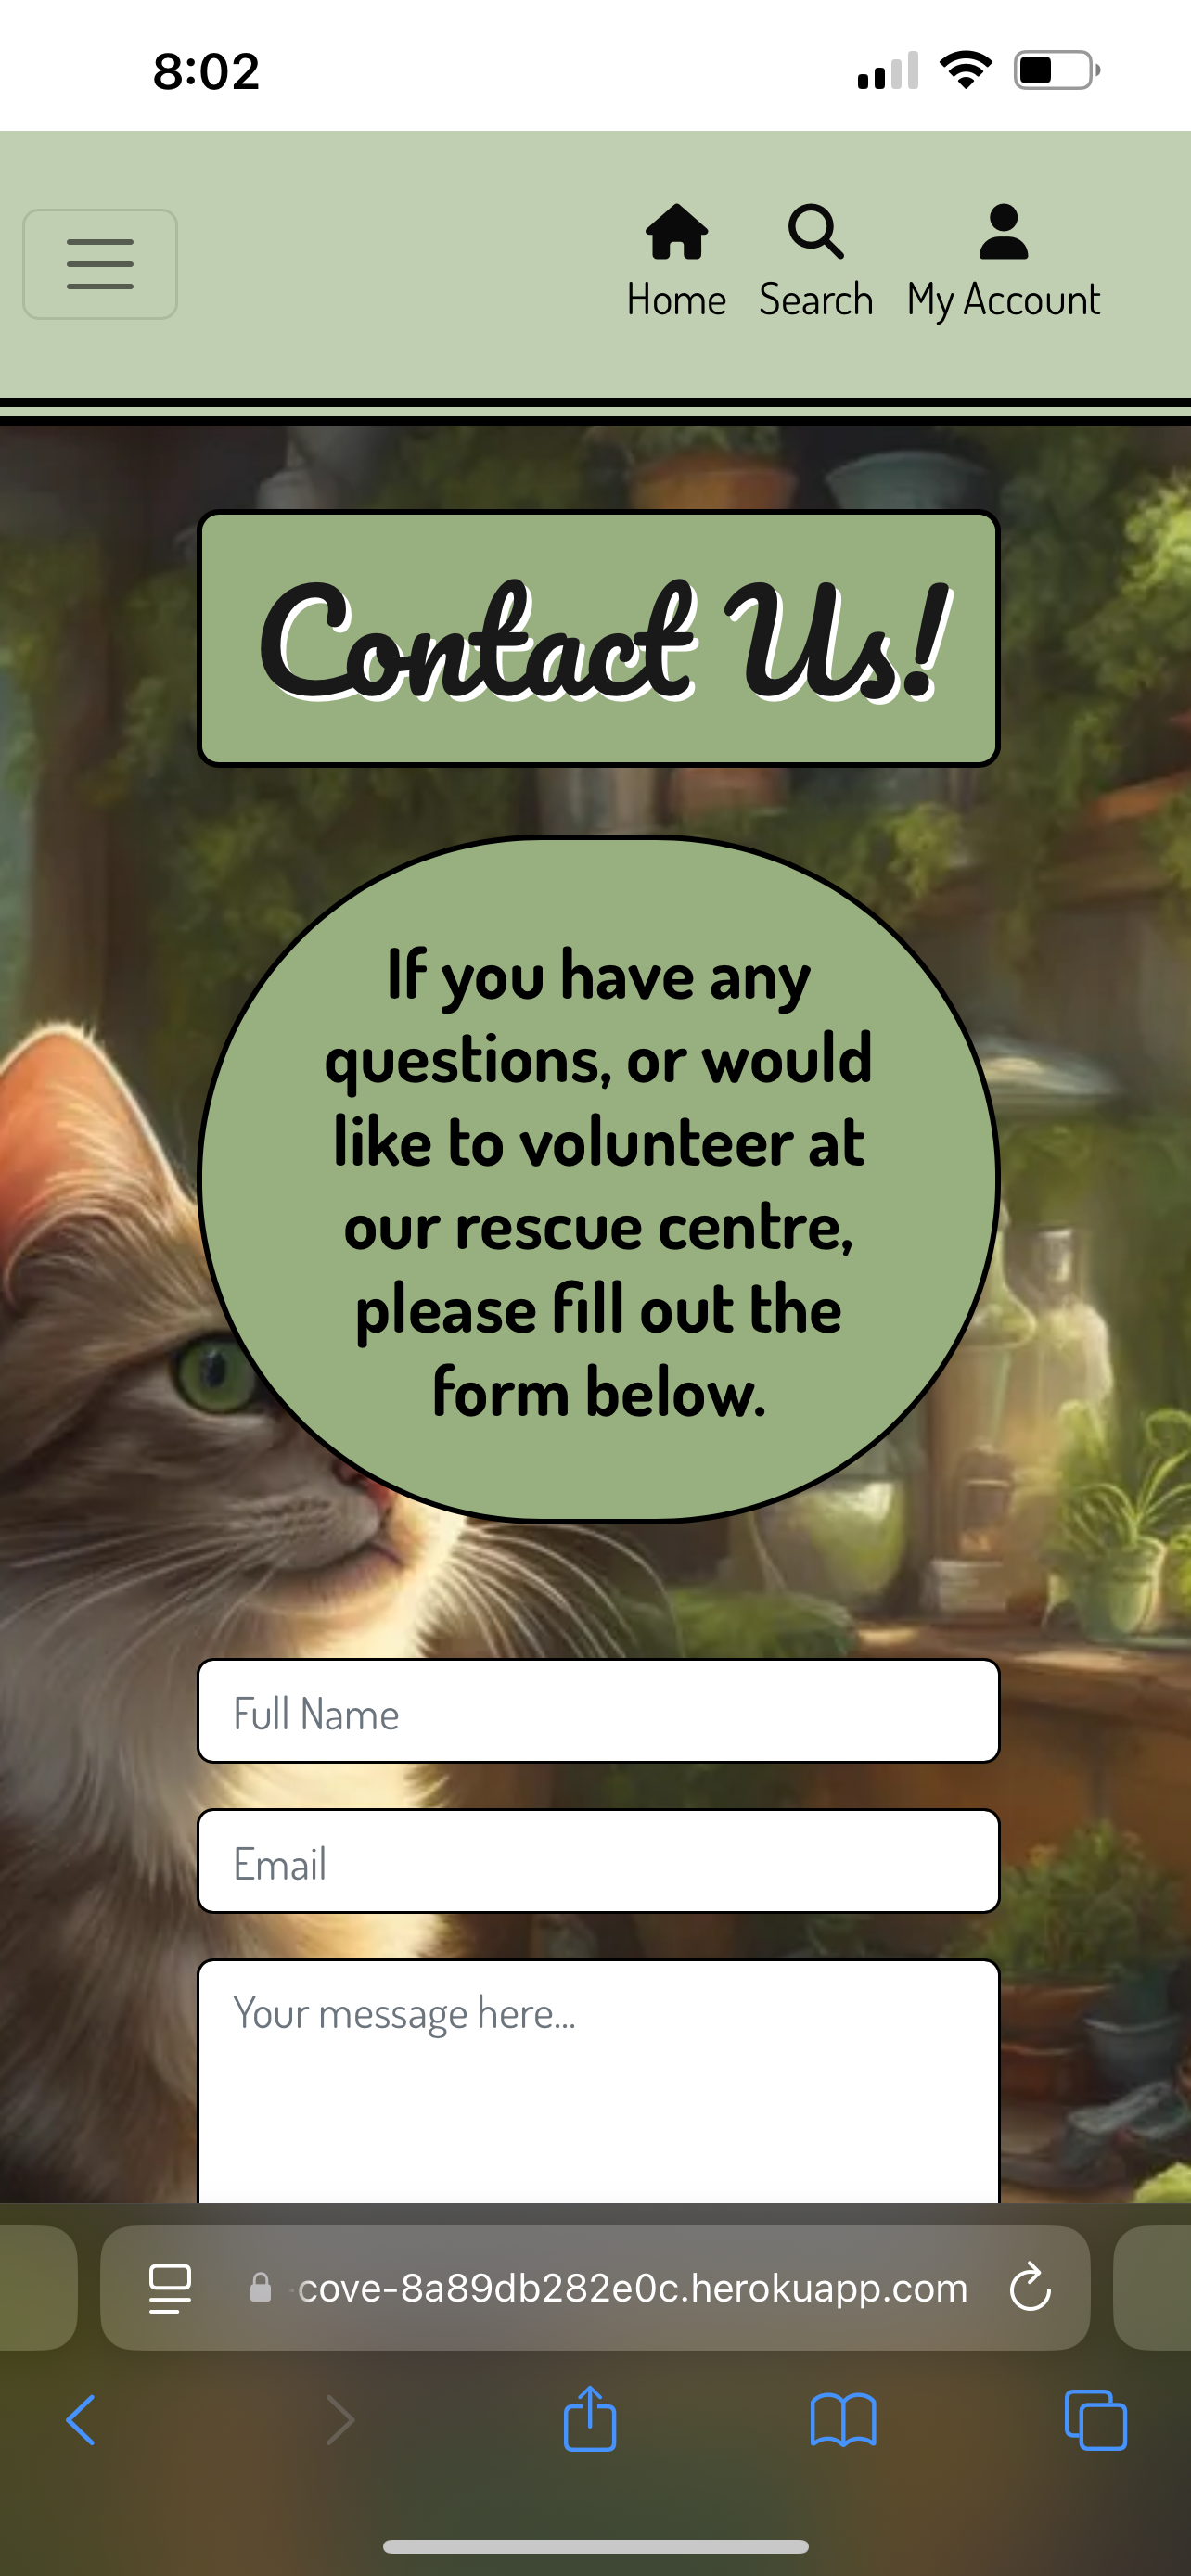 8:02
Home Search My Account
Contact Us!
If you have any
questions, or would
like to volunteer at
our rescue centre,
please fill out the
form below.
Full Name
Email
Your message here...
-cove-8a89db282e0c.herokuapp.com